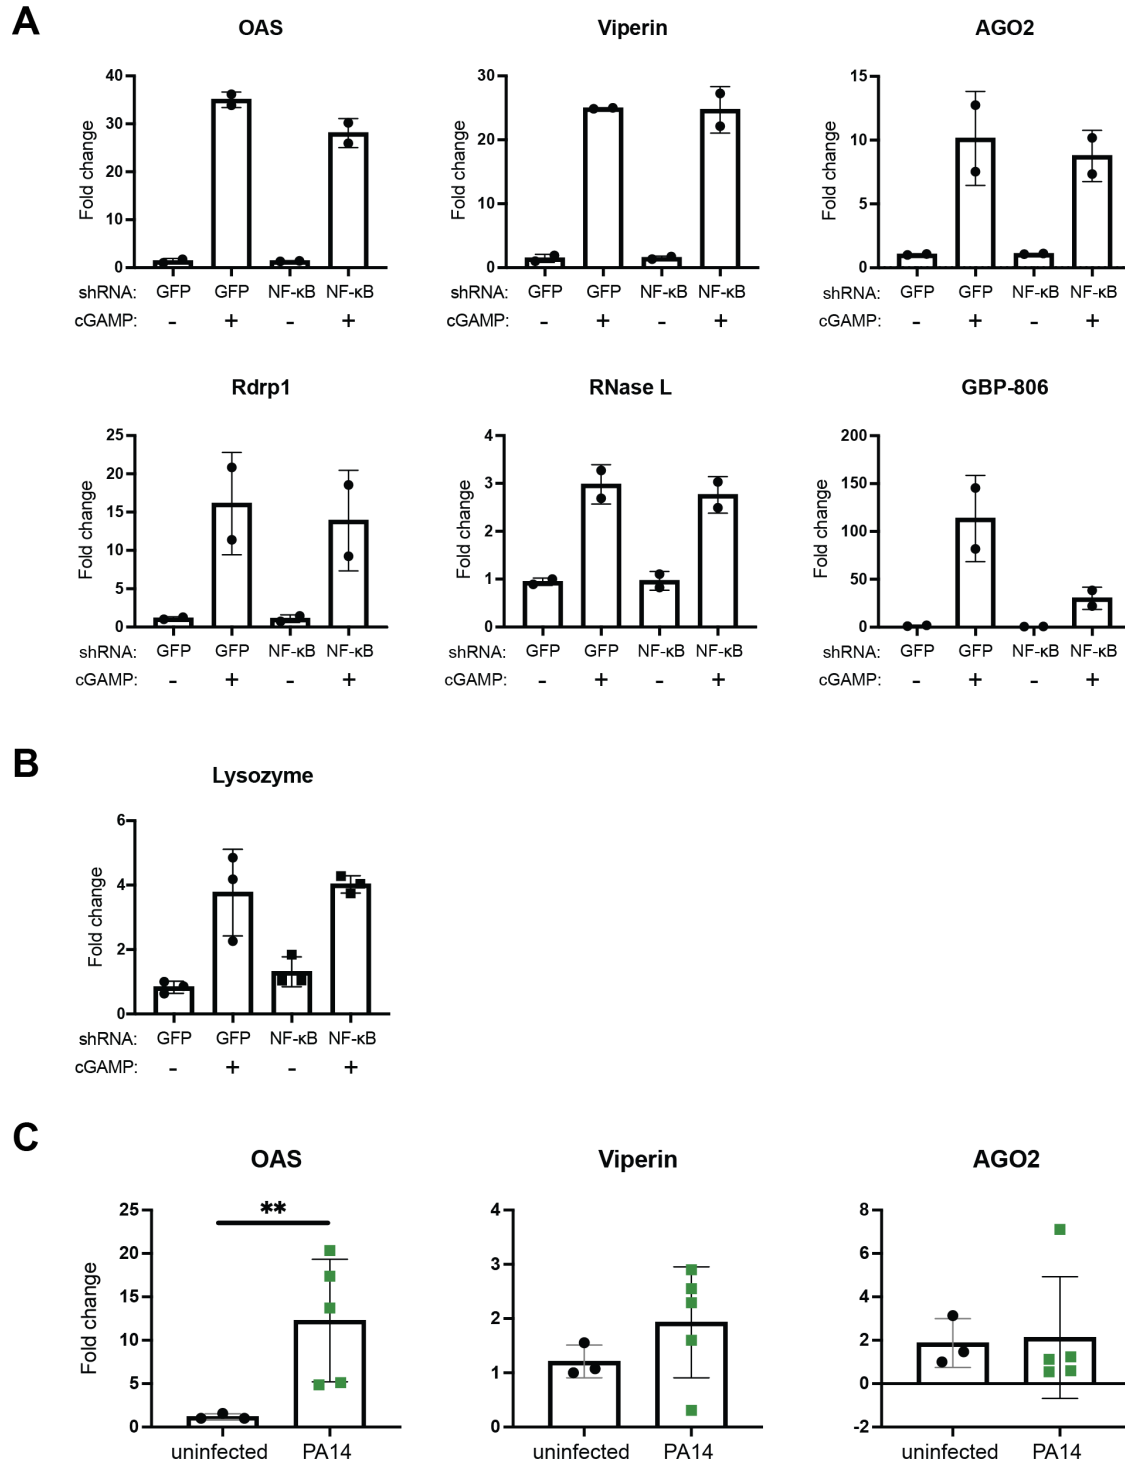 A
OAS
Viperin
AGO2
Fold change
40
30
20
10
0
shRNA: GFP GFP NF-κB NF-κB
cGAMP: - + - +
Fold change
30
20
10
0
shRNA: GFP GFP NF-κB NF-κB
cGAMP: - + - +
Fold change
15
10
5
0
shRNA: GFP GFP NF-κB NF-κB
cGAMP: - + - +
Rdrp1
RNase L
GBP-806
Fold change
25
20
15
10
5
0
shRNA: GFP GFP NF-κB NF-κB
cGAMP: - + - +
Fold change
4
3
2
1
0
shRNA: GFP GFP NF-κB NF-κB
cGAMP: - + - +
Fold change
200
150
100
50
0
shRNA: GFP GFP NF-κB NF-κB
cGAMP: - + - +
B
Lysozyme
Fold change
6
4
2
0
shRNA: GFP GFP NF-κB NF-κB
cGAMP: - + - +
C
OAS
Viperin
AGO2
Fold change
25
20
15
10
5
0
**
uninfected PA14
4
3
2
1
0
uninfected PA14
8
6
4
2
0
-2
uninfected PA14